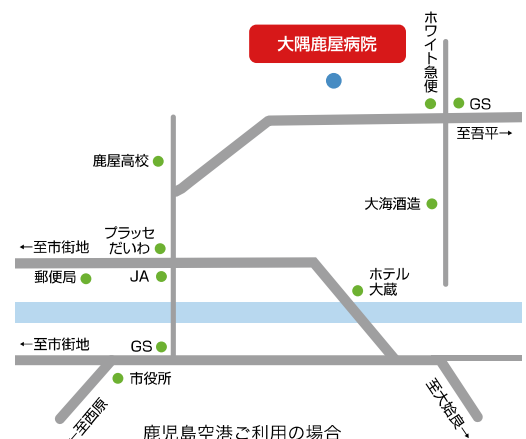 ホワイト急便
大隅鹿屋病院
GS
至吾平→
鹿屋高校
大海酒造
プラッセ
だいわ
←至市街地
郵便局
JA
ホテル
大蔵
←至市街地
GS
市役所
←至西原
至大姶良→
鹿児島空港ご利用の場合